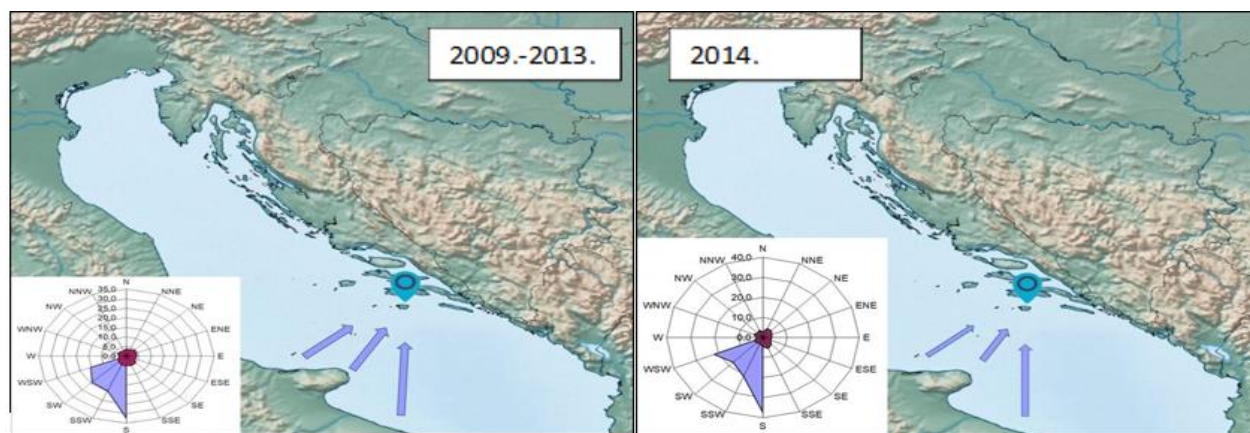 2009.-2013.
N
NNW
35,0
NNE
30,0
NW
25,0
NE
20,0
15,0
WNW
10,0
ENE
5,0
0,0
W
E
WSW
ESE
SW
SE
SSW
SSE
S
2014.
N
NNW
40,0
NNE
30,0
NW
NE
20,0
WNW
10,0
ENE
0,0
W
E
WSW
ESE
SW
SE
SSW
SSE
S